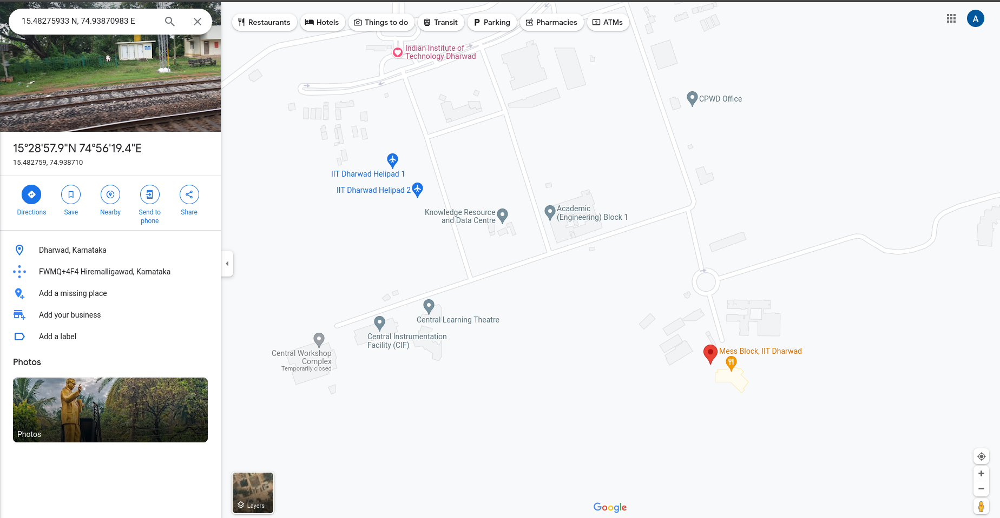 15.48275933 N, 74.93870983 E
15°28'57.9"N 74°56'19.4"E
15.482759, 74.938710
Directions
Save
Nearby
Send to
phone
Share
Dharwad, Karnataka
FWMQ+4F4 Hiremalligawad, Karnataka
Add a missing place
Add your business
Add a label
Photos
Photos
Restaurants
Hotels
Things to do
Transit
P Parking
Pharmacies
ATMs
A
Indian Institute of
Technology Dharwad
CPWD Office
IIT Dharwad Helipad 1
IIT Dharwad Helipad 2
Knowledge Resource
and Data Centre
Academic
(Engineering) Block 1
Central Learning Theatre
Central Instrumentation
Facility (CIF)
Central Workshop
Complex
Temporarily closed
Mess Block, IIT Dharwad
Layers
Google